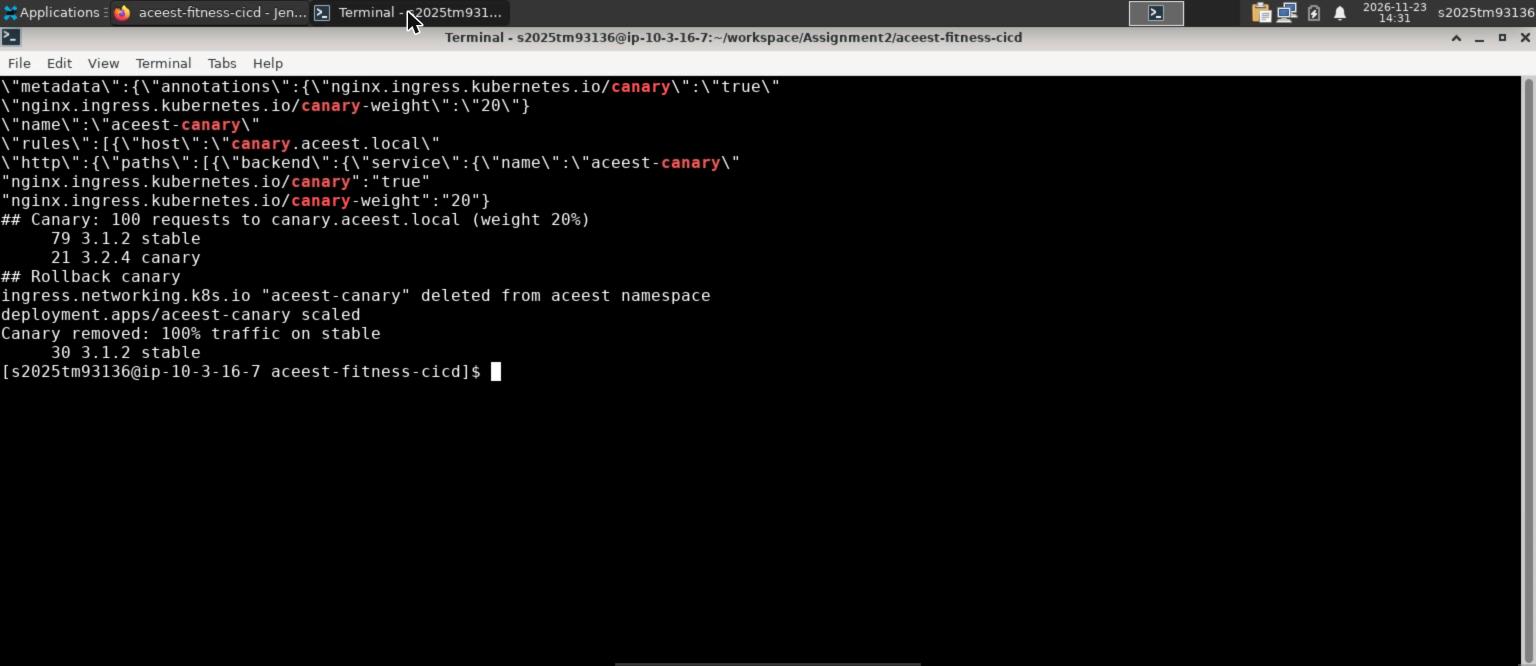 Applications aceest-fitness-cicd - Jen... Terminal - s2025tm931... 2026-11-23 14:31 s2025tm93136
Terminal - s2025tm93136@ip-10-3-16-7:~/workspace/Assignment2/aceest-fitness-cicd
File Edit View Terminal Tabs Help
\"metadata\":{\"annotations\":{\"nginx.ingress.kubernetes.io/canary\":\"true\"
\"nginx.ingress.kubernetes.io/canary-weight\":\"20\"}
\"name\":\"aceest-canary\"
\"rules\":[{\"host\":\"canary.aceest.local\"
\"http\":{\"paths\":[{\"backend\":{\"service\":{\"name\":\"aceest-canary\"
"nginx.ingress.kubernetes.io/canary":"true"
"nginx.ingress.kubernetes.io/canary-weight":"20"}
## Canary: 100 requests to canary.aceest.local (weight 20%)
     79 3.1.2 stable
     21 3.2.4 canary
## Rollback canary
ingress.networking.k8s.io "aceest-canary" deleted from aceest namespace
deployment.apps/aceest-canary scaled
Canary removed: 100% traffic on stable
     30 3.1.2 stable
[s2025tm93136@ip-10-3-16-7 aceest-fitness-cicd]$